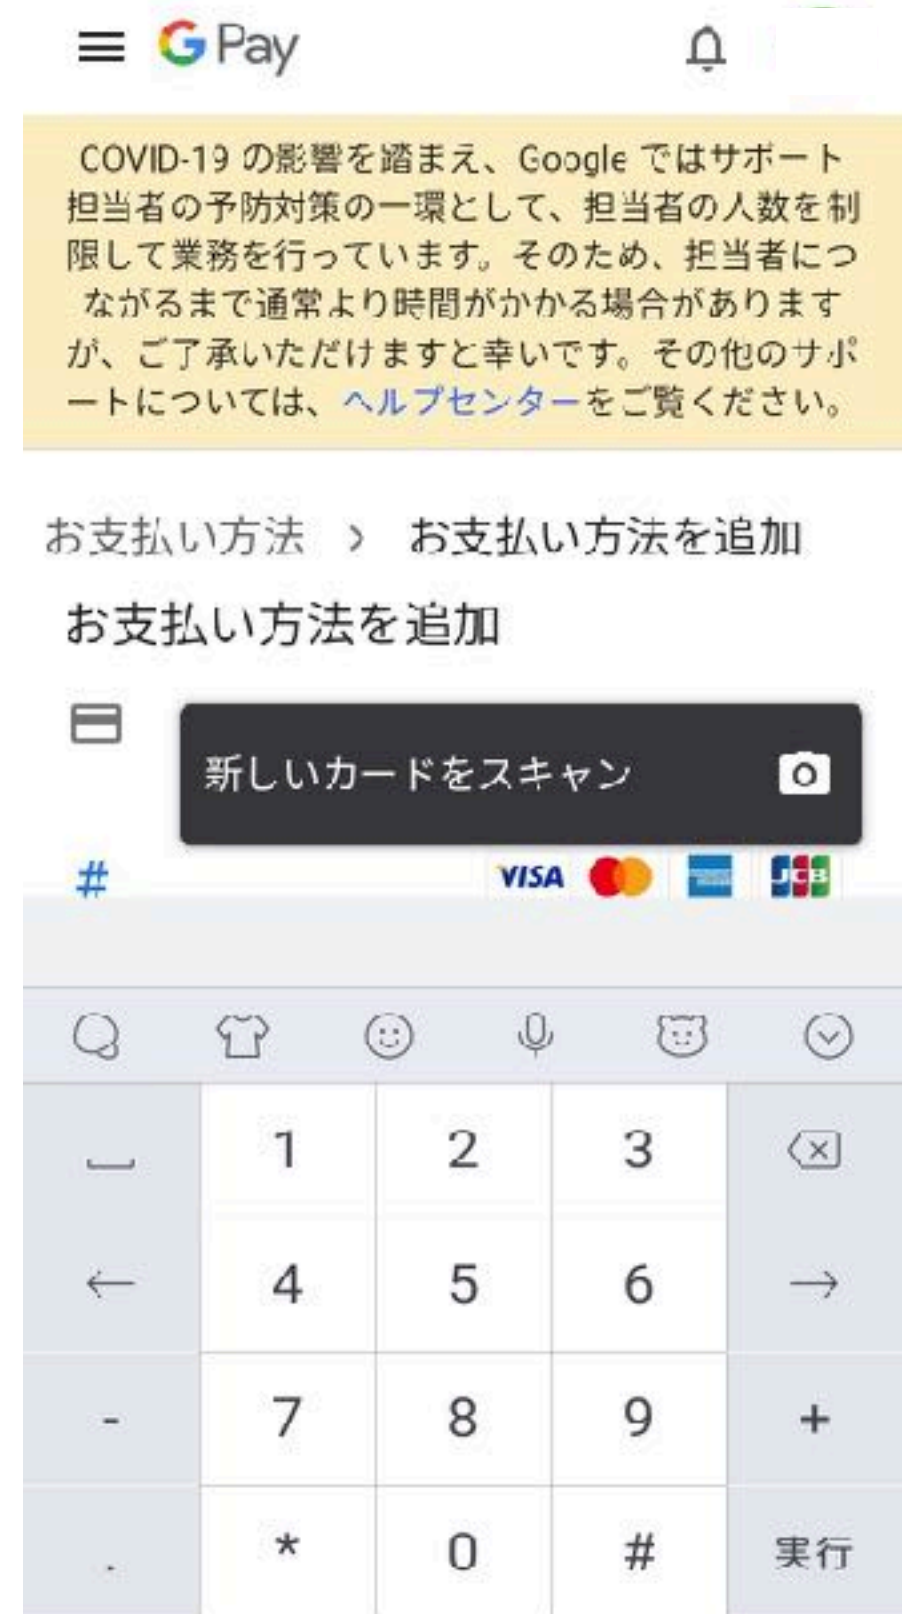 G Pay
COVID-19 の影響を踏まえ、Google ではサポート
担当者の予防対策の一環として、担当者の人数を制
限して業務を行っています。そのため、担当者につ
ながるまで通常より時間がかかる場合があります
が、ご了承いただけますと幸いです。その他のサポ
ートについては、ヘルプセンターをご覧ください。
お支払い方法 › お支払い方法を追加
お支払い方法を追加
新しいカードをスキャン
# VISA JCB
1 2 3
4 5 6
- 7 8 9 +
. * 0 # 実行